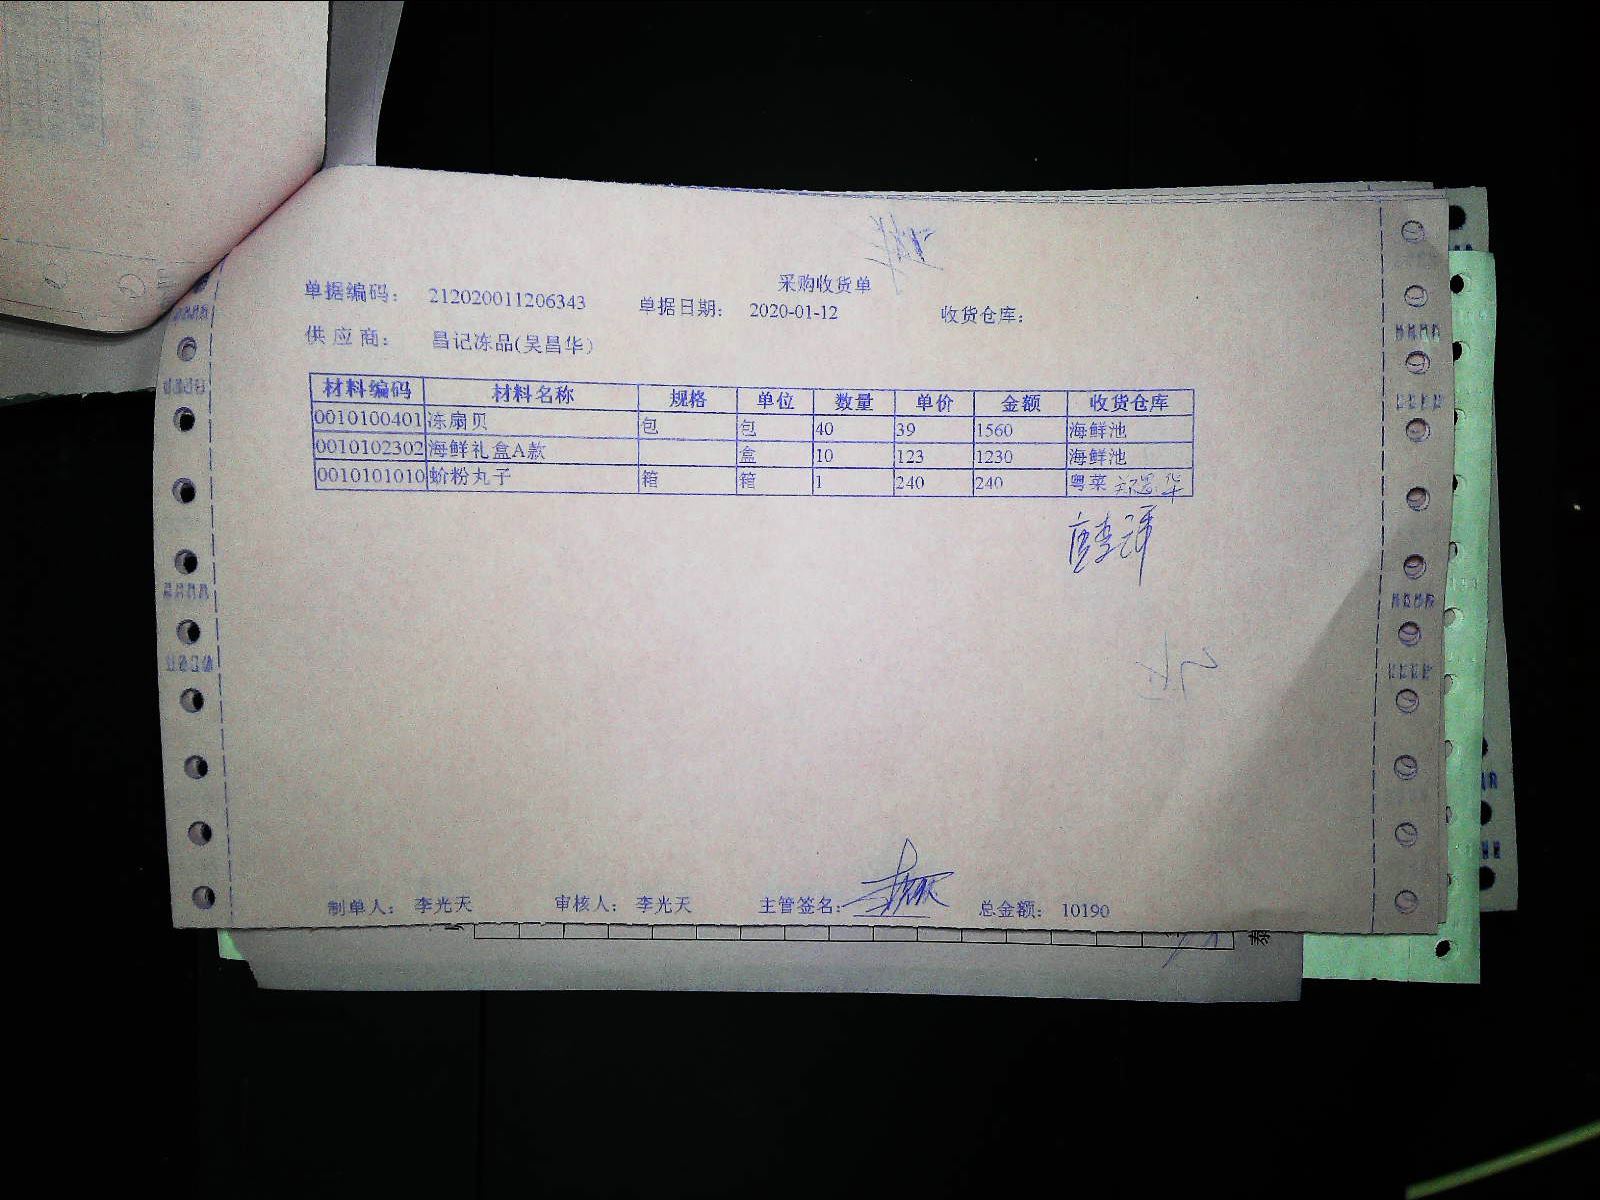 采购收货单
单据编码： 212020011206343 单据日期： 2020-01-12 收货仓库：
供应商： 昌记冻品(吴昌华)
材料编码 材料名称 规格 单位 数量 单价 金额 收货仓库
0010100401 冻扇贝 包 包 40 39 1560 海鲜池
0010102302 海鲜礼盒A款 盒 10 123 1230 海鲜池
0010101010 蚧粉丸子 箱 箱 1 240 240 粤菜
制单人： 李光天 审核人： 李光天 主管签名： 总金额： 10190